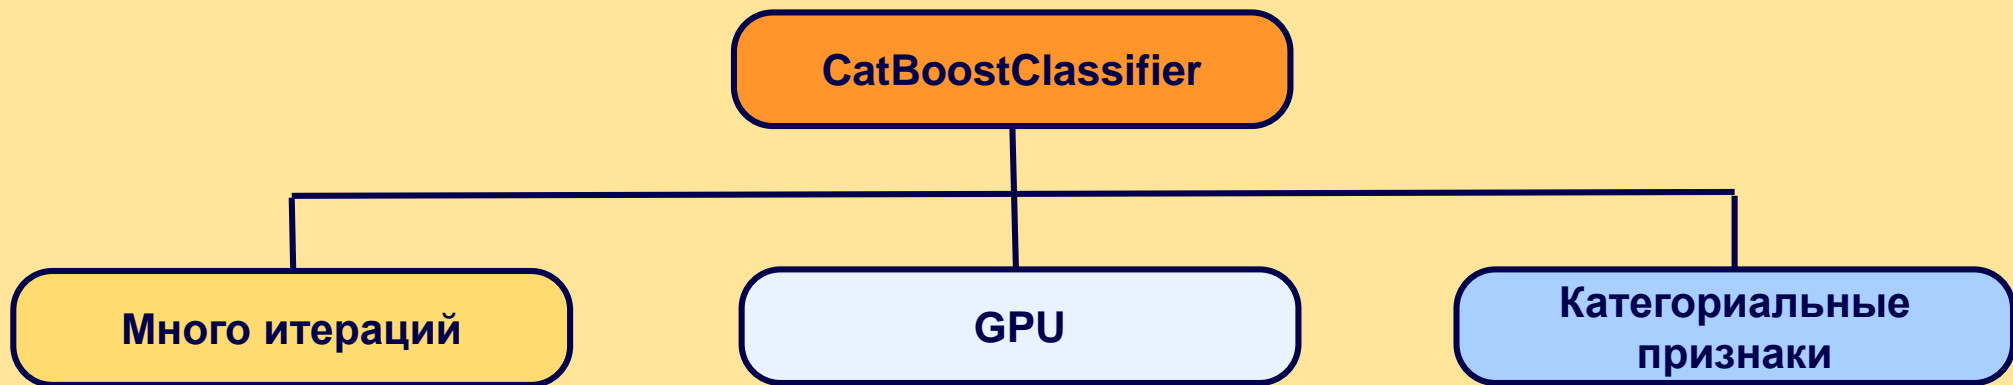 CatBoostClassifier
Много итераций
GPU
Категориальные
признаки